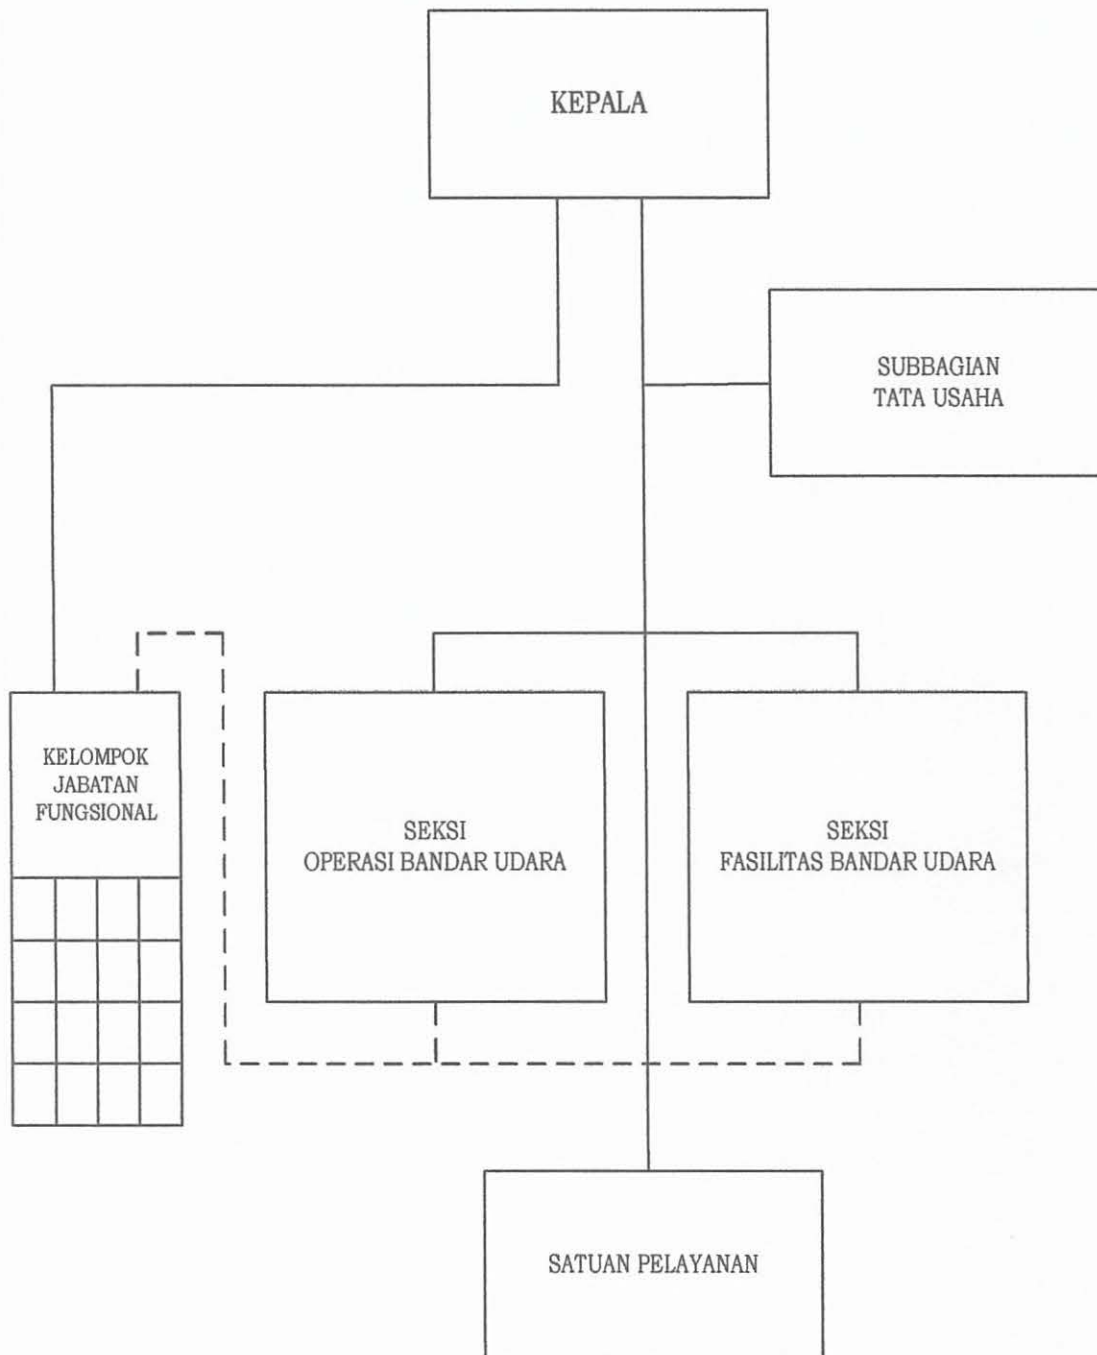 KEPALA
SUBBAGIAN
TATA USAHA
KELOMPOK
JABATAN
FUNGSIONAL
SEKSI
OPERASI BANDAR UDARA
SEKSI
FASILITAS BANDAR UDARA
SATUAN PELAYANAN